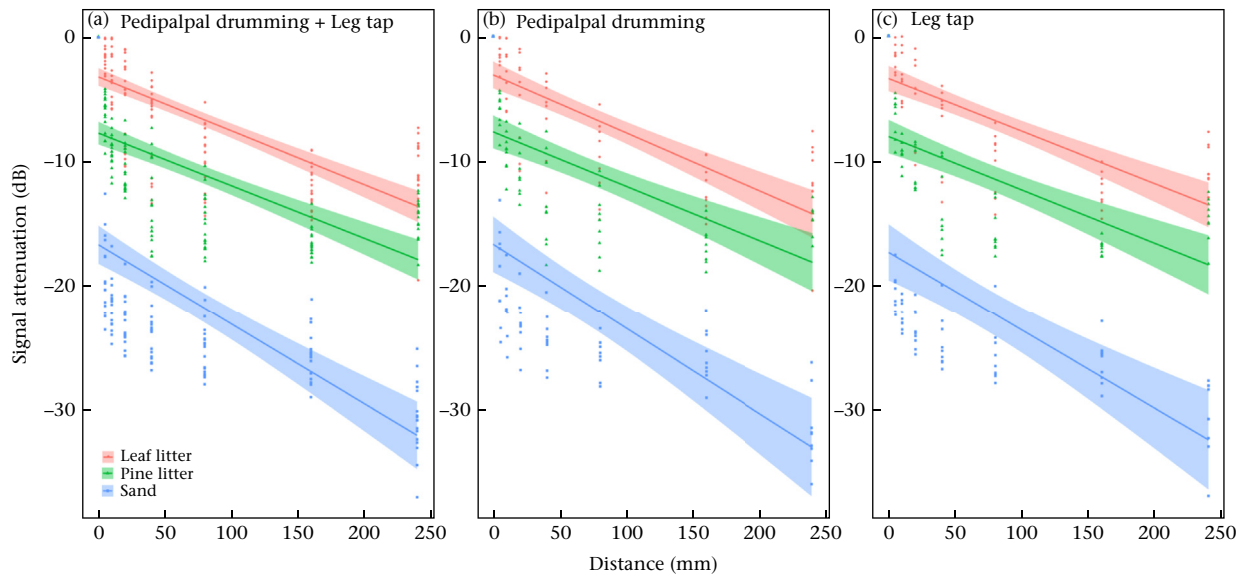 (a) Pedipalpal drumming + Leg tap
(b) Pedipalpal drumming
(c) Leg tap
Signal attenuation (dB)
0
–10
–20
–30
0
–10
–20
–30
0
–10
–20
–30
Leaf litter
Pine litter
Sand
0 50 100 150 200 250
0 50 100 150 200 250
0 50 100 150 200 250
Distance (mm)